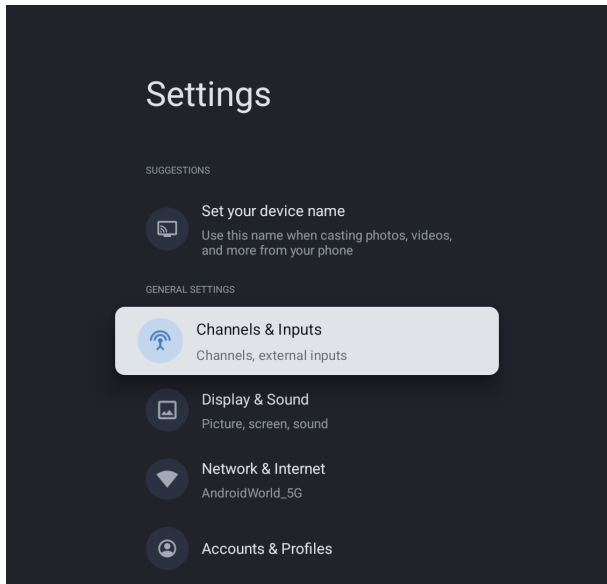 Settings
SUGGESTIONS
Set your device name
Use this name when casting photos, videos,
and more from your phone
GENERAL SETTINGS
Channels & Inputs
Channels, external inputs
Display & Sound
Picture, screen, sound
Network & Internet
AndroidWorld_5G
Accounts & Profiles